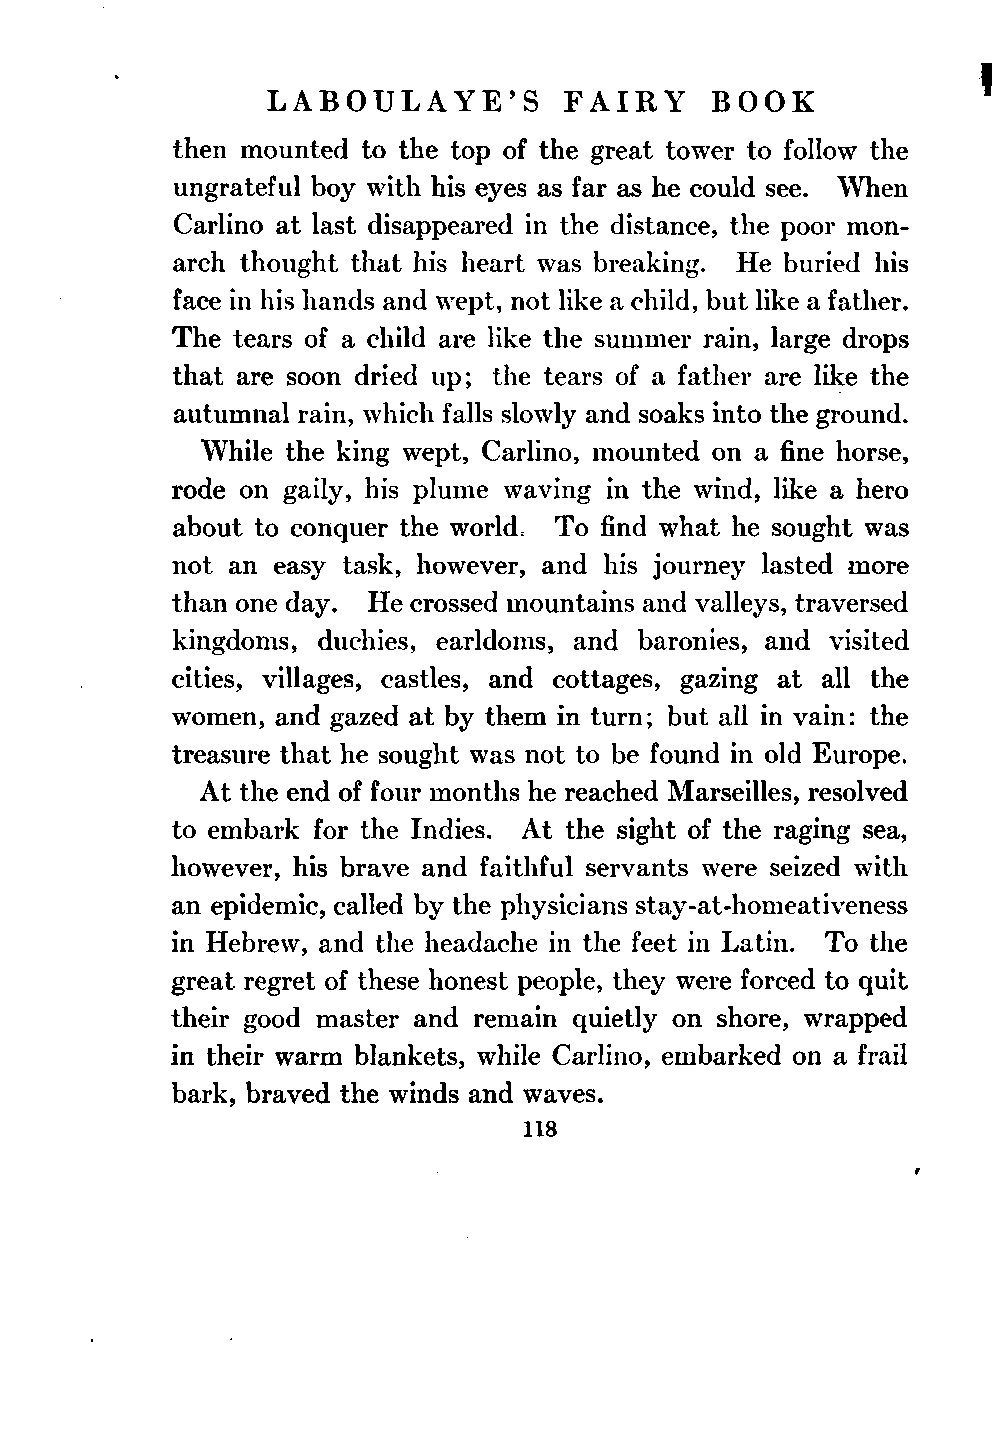 LABOULAYE'S FAIRY BOOK
then mounted to the top of the great tower to follow the
ungrateful boy with his eyes as far as he could see. When
Carlino at last disappeared in the distance, the poor mon-
arch thought that his heart was breaking. He buried his
face in his hands and wept, not like a child, but like a father.
The tears of a child are like the summer rain, large drops
that are soon dried up; the tears of a father are like the
autumnal rain, which falls slowly and soaks into the ground.
While the king wept, Carlino, mounted on a fine horse,
rode on gaily, his plume waving in the wind, like a hero
about to conquer the world. To find what he sought was
not an easy task, however, and his journey lasted more
than one day. He crossed mountains and valleys, traversed
kingdoms, duchies, earldoms, and baronies, and visited
cities, villages, castles, and cottages, gazing at all the
women, and gazed at by them in turn; but all in vain: the
treasure that he sought was not to be found in old Europe.
At the end of four months he reached Marseilles, resolved
to embark for the Indies. At the sight of the raging sea,
however, his brave and faithful servants were seized with
an epidemic, called by the physicians stay-at-homeativeness
in Hebrew, and the headache in the feet in Latin. To the
great regret of these honest people, they were forced to quit
their good master and remain quietly on shore, wrapped
in their warm blankets, while Carlino, embarked on a frail
bark, braved the winds and waves.
118